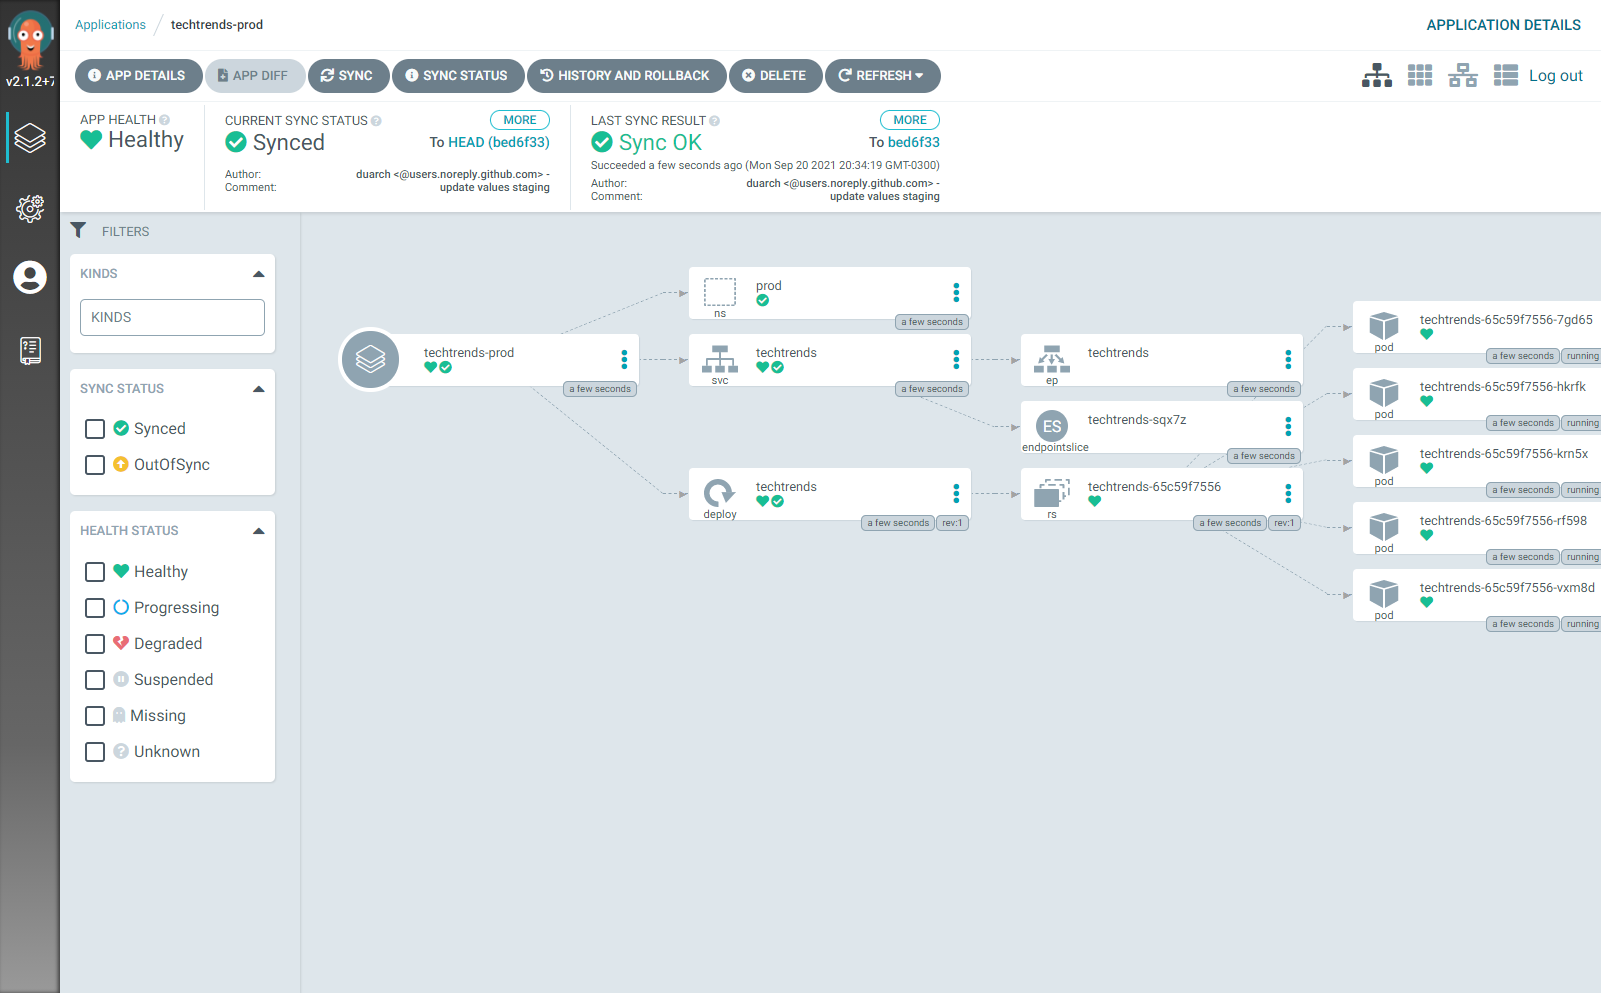 v2.1.2+7
Applications
techtrends-prod
APPLICATION DETAILS
APP DETAILS
APP DIFF
SYNC
SYNC STATUS
HISTORY AND ROLLBACK
DELETE
REFRESH
Log out
APP HEALTH
Healthy
CURRENT SYNC STATUS
MORE
Synced
To HEAD (bed6f33)
Author: duarch <@users.noreply.github.com> -
Comment: update values staging
LAST SYNC RESULT
MORE
Sync OK
To bed6f33
Succeeded a few seconds ago (Mon Sep 20 2021 20:34:19 GMT-0300)
Author: duarch <@users.noreply.github.com> -
Comment: update values staging
FILTERS
KINDS
KINDS
SYNC STATUS
Synced
OutOfSync
HEALTH STATUS
Healthy
Progressing
Degraded
Suspended
Missing
Unknown
techtrends-prod
a few seconds
prod
ns
a few seconds
techtrends
svc
a few seconds
techtrends
deploy
a few seconds
rev:1
techtrends
ep
a few seconds
ES
techtrends-sqx7z
endpointslice
a few seconds
techtrends-65c59f7556
rs
a few seconds
rev:1
techtrends-65c59f7556-7gd65
pod
a few seconds
running
techtrends-65c59f7556-hkrfk
pod
a few seconds
running
techtrends-65c59f7556-krn5x
pod
a few seconds
running
techtrends-65c59f7556-rf598
pod
a few seconds
running
techtrends-65c59f7556-vxm8d
pod
a few seconds
running